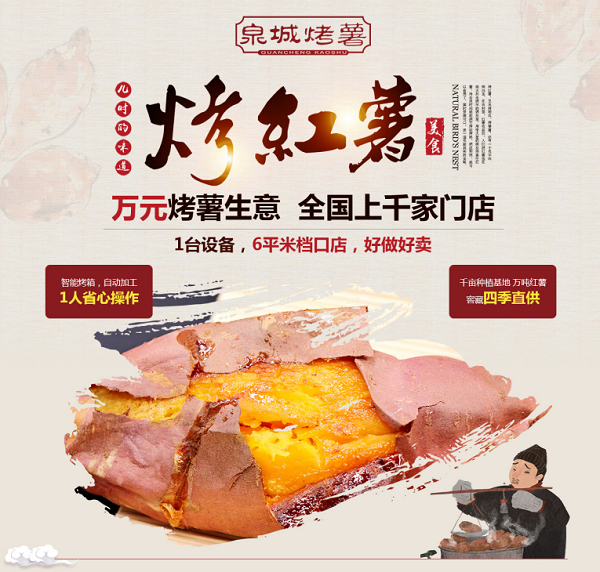 泉城烤薯
QUANCHENG KAOSHU
儿时的味道
烤红薯
美食
NATURAL BIRD'S NEST
万元烤薯生意 全国上千家门店
1台设备，6平米档口店，好做好卖
智能烤箱，自动加工
1人省心操作
千亩种植基地 万吨红薯
窖藏四季直供